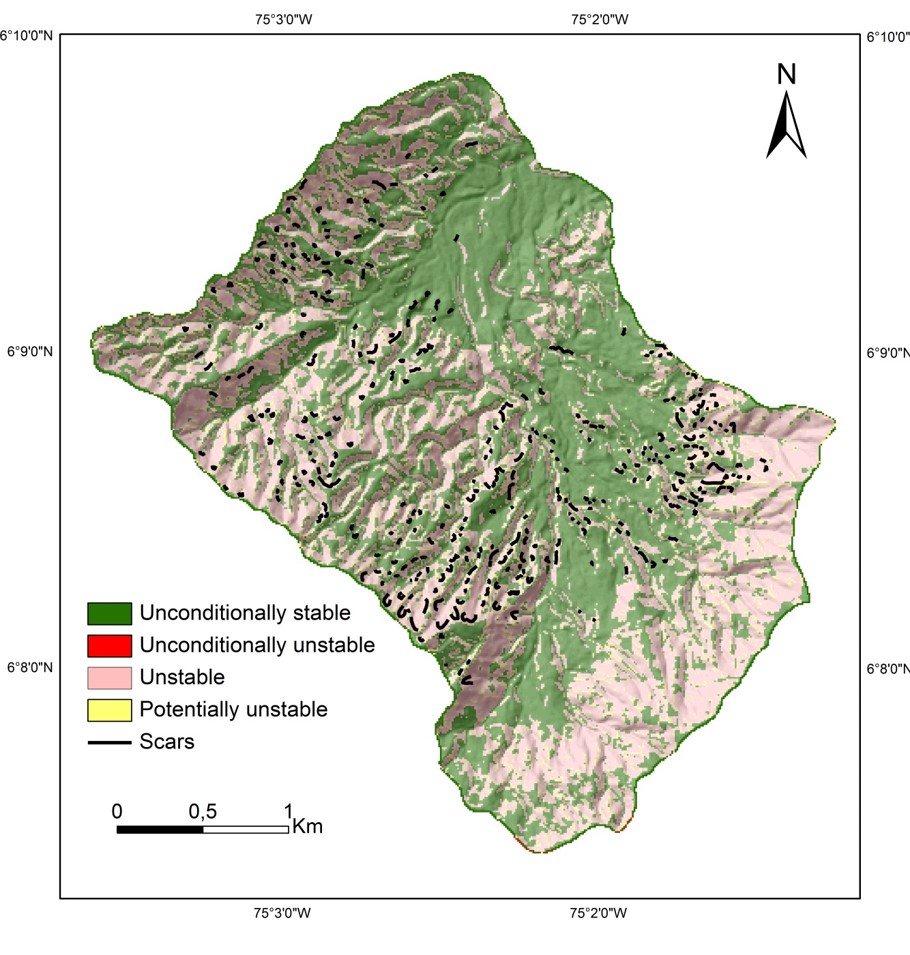 75°3'0"W 75°2'0"W
6°10'0"N 6°10'0"
N
6°9'0"N 6°9'0"N
Unconditionally stable
Unconditionally unstable
Unstable
6°8'0"N 6°8'0"N
Potentially unstable
Scars
0 0,5 1
Km
75°3'0"W 75°2'0"W